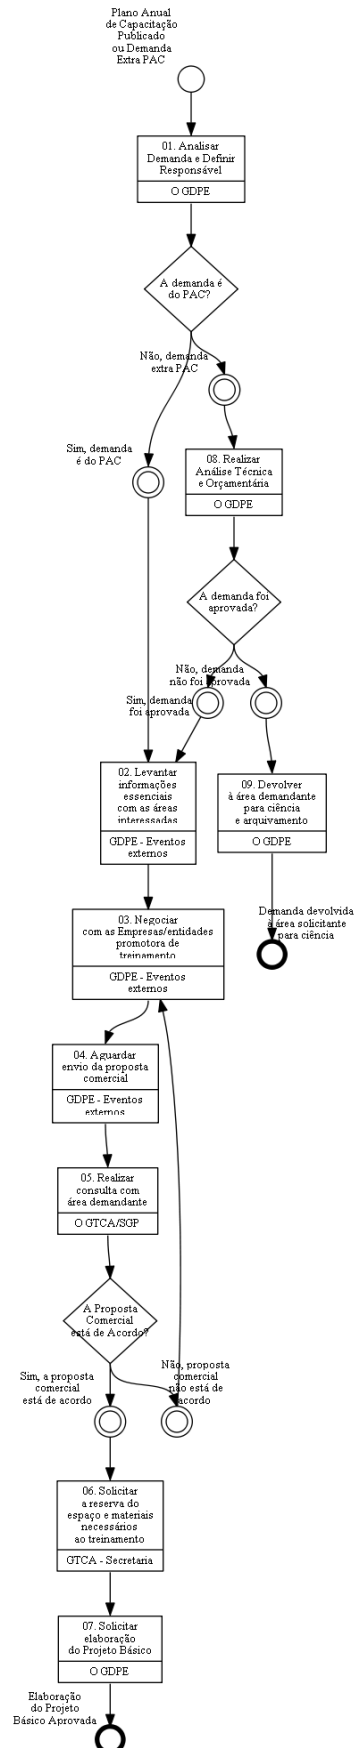 Plano Anual
de Capacitação
Publicado
ou Demanda
Extra PAC
01. Analisar
Demanda e Definir
Responsável
O GDPE
A demanda é
do PAC?
Não, demanda
extra PAC
Sim, demanda
é do PAC
08. Realizar
Análise Técnica
e Orçamentária
O GDPE
A demanda foi
aprovada?
Não, demanda
não foi aprovada
Sim, demanda
foi aprovada
02. Levantar
informações
essenciais
com as áreas
interessadas
GDPE - Eventos
externos
09. Devolver
à área demandante
para ciência
e arquivamento
O GDPE
Demanda devolvida
à área solicitante
para ciência
03. Negociar
com as Empresas/entidades
promotora de
treinamento
GDPE - Eventos
externos
04. Aguardar
envio da proposta
comercial
GDPE - Eventos
externos
05. Realizar
consulta com
área demandante
O GTCA/SGP
A Proposta
Comercial
está de Acordo?
Sim, a proposta
comercial
está de acordo
Não, proposta
comercial
não está de
acordo
06. Solicitar
a reserva do
espaço e materiais
necessários
ao treinamento
GTCA - Secretaria
07. Solicitar
elaboração
do Projeto Básico
O GDPE
Elaboração
do Projeto
Básico Aprovada